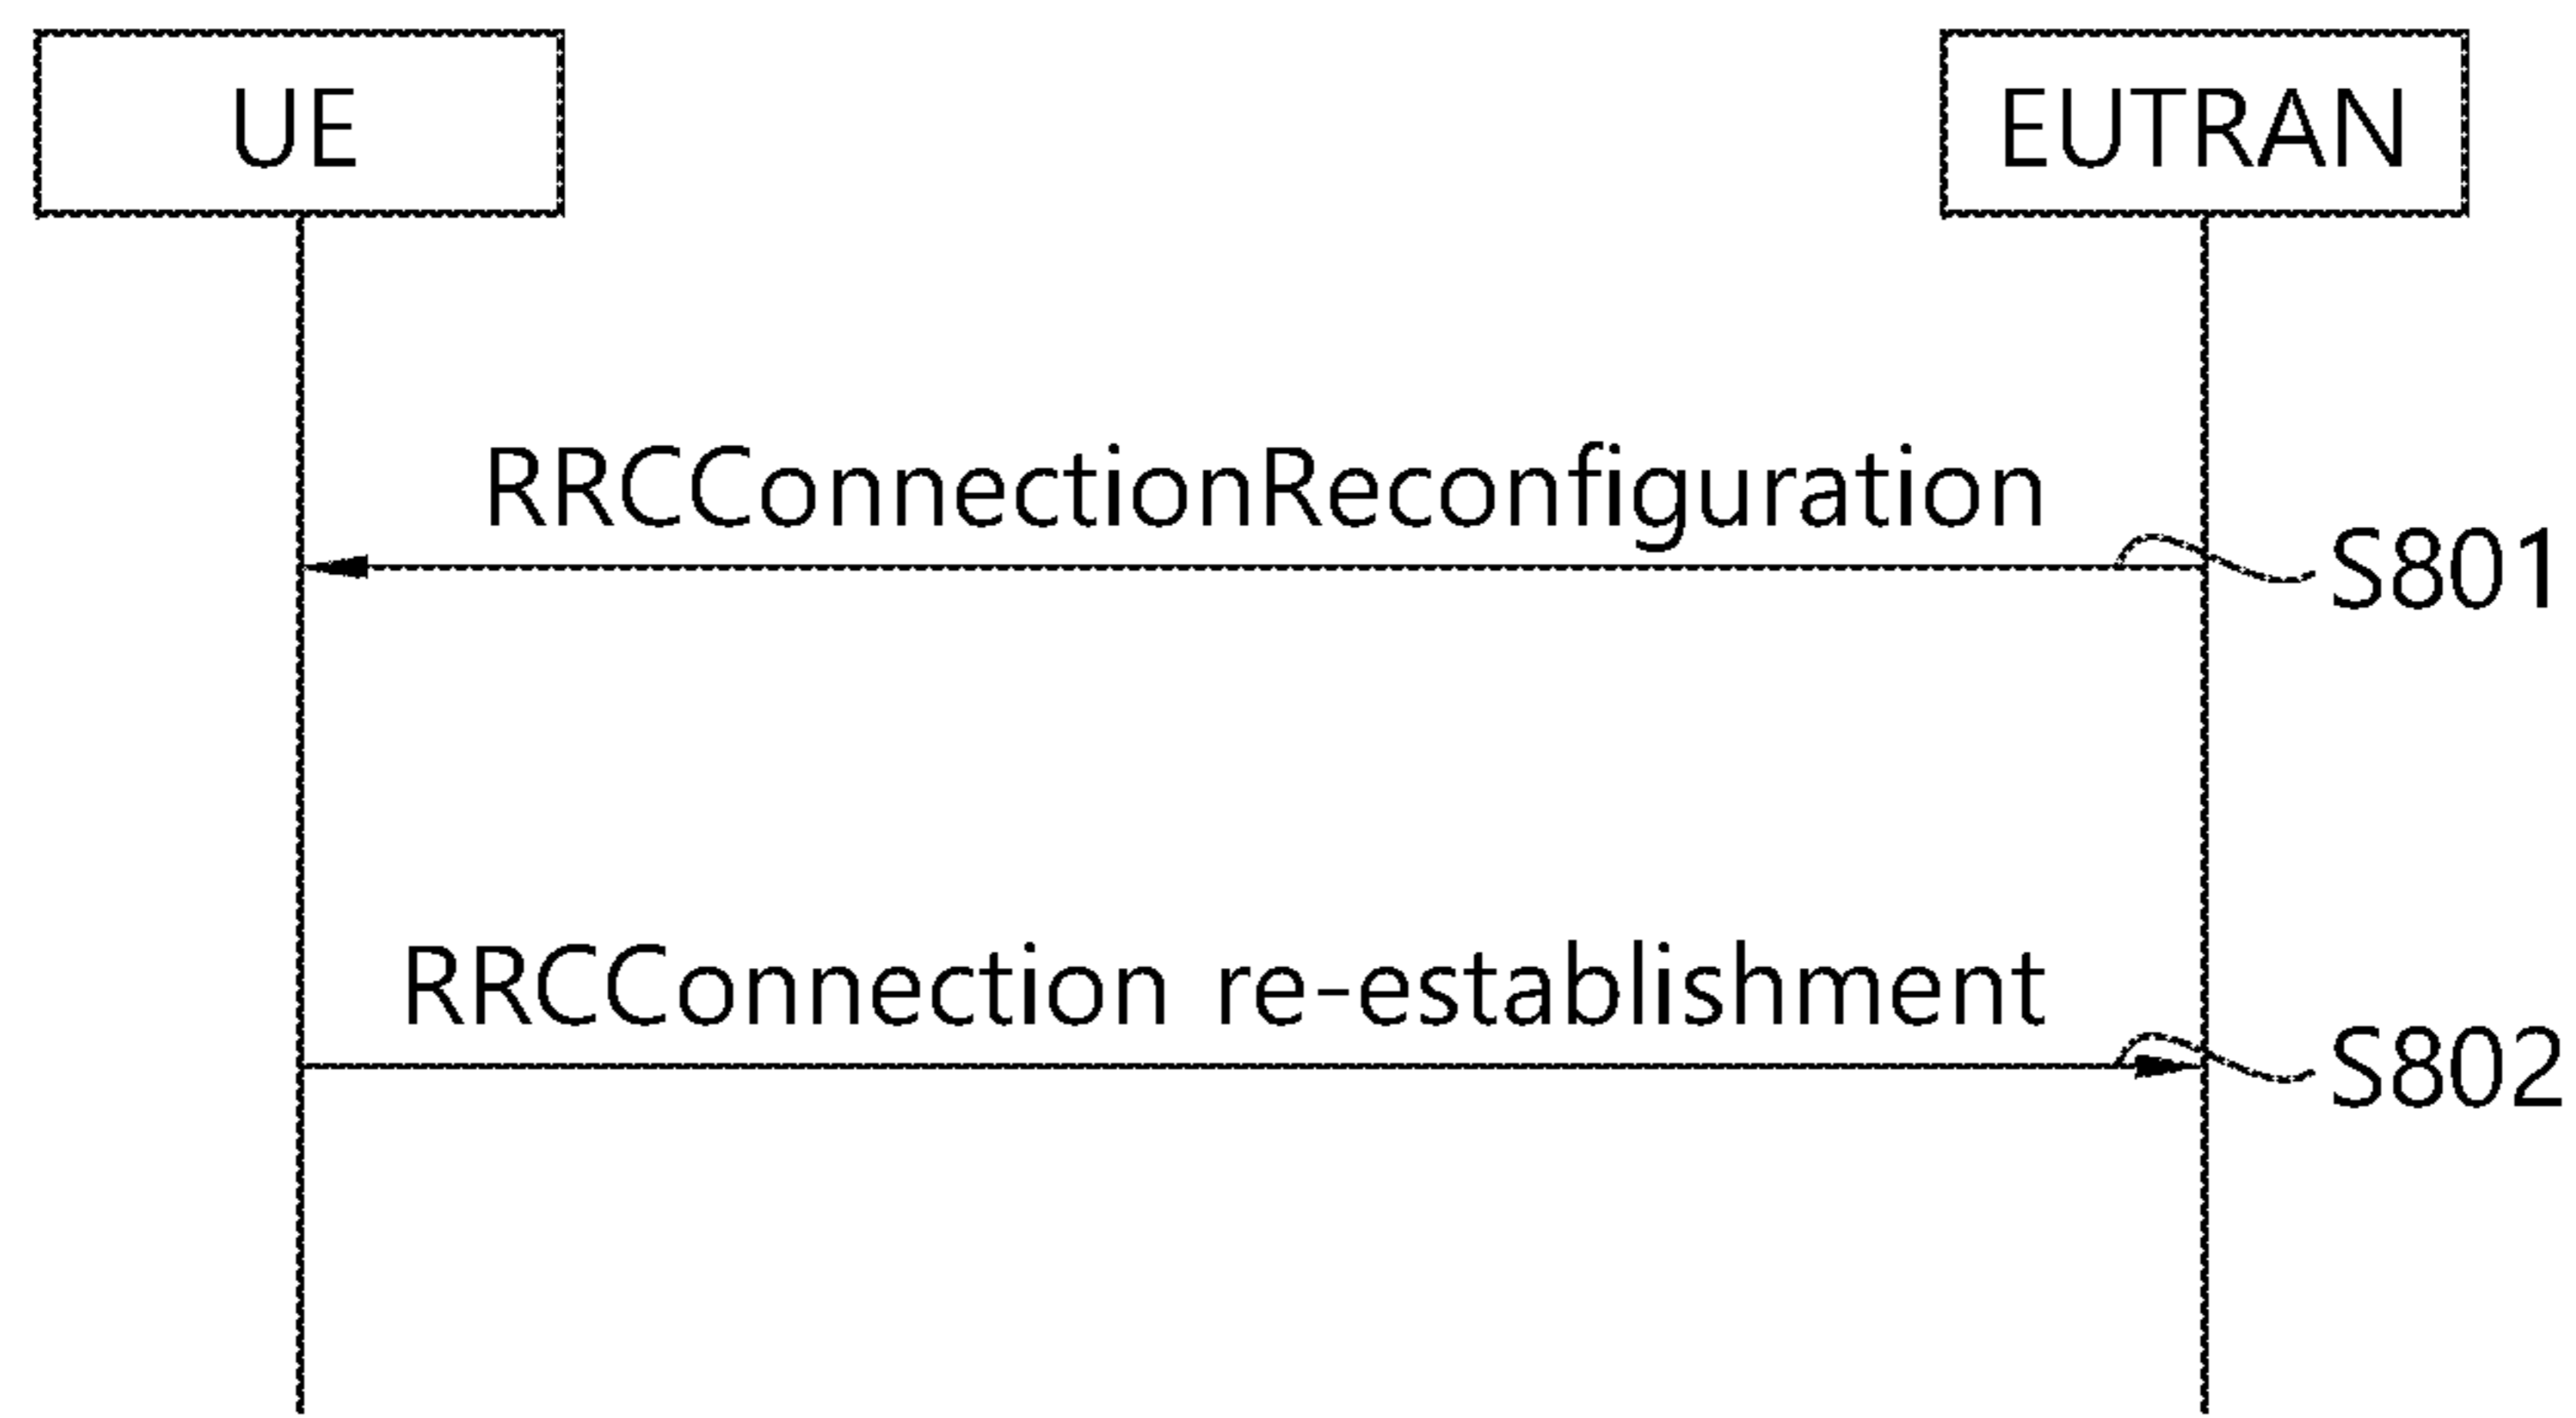 UE
EUTRAN
RRCConnectionReconfiguration
S801
RRCConnection re-establishment
S802